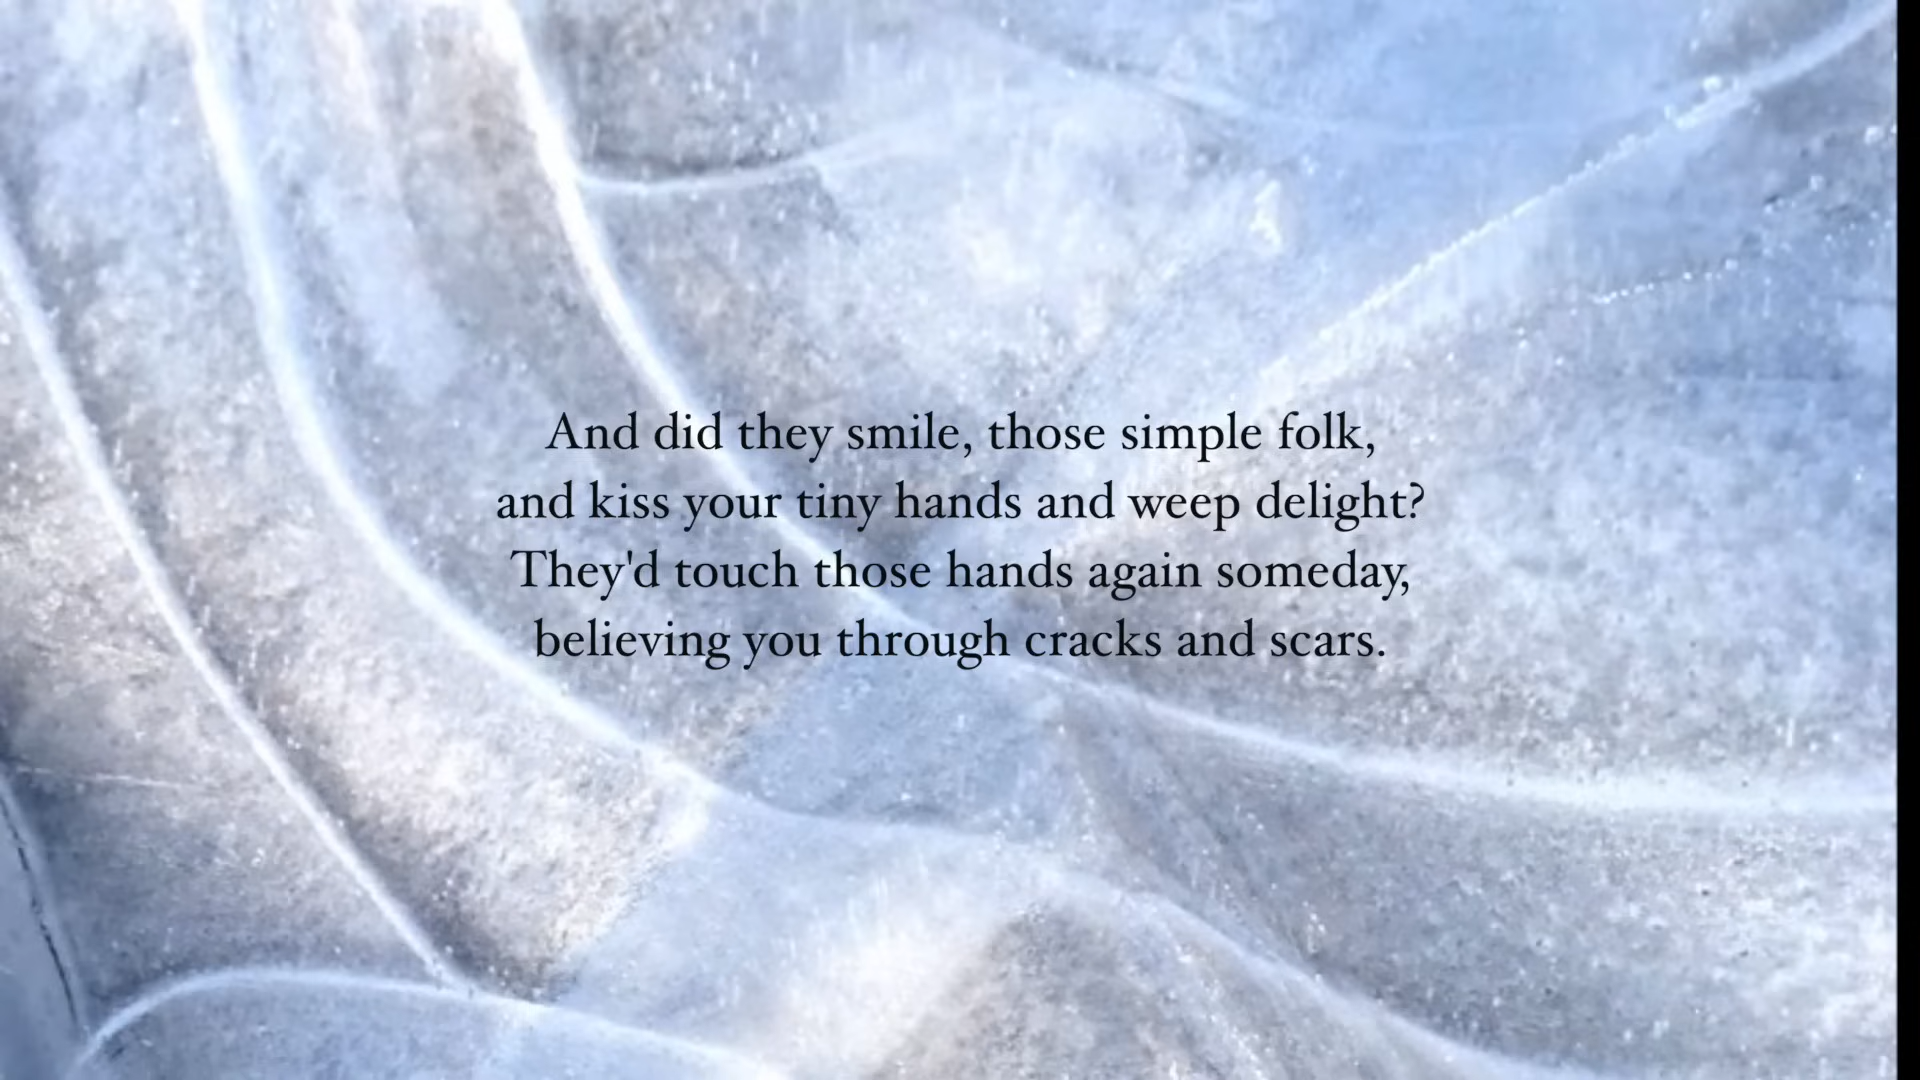 And did they smile, those simple folk,
and kiss your tiny hands and weep delight?
They'd touch those hands again someday,
believing you through cracks and scars.